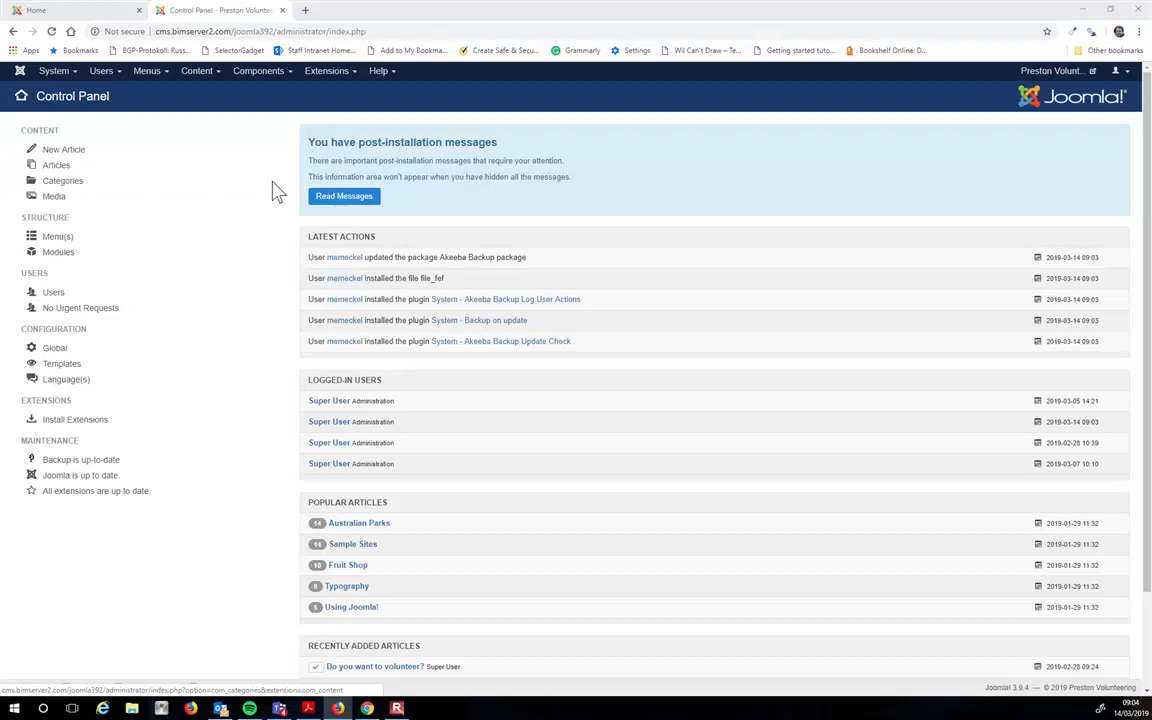 Home
Control Panel - Preston Voluntee
Not secure
cms.bimserver2.com/joomla392/administrator/index.php
Apps
Bookmarks
BGP-Protokoll: Russ...
SelectorGadget
Staff Intranet Home...
Add to My Bookma...
Create Safe & Secu...
Grammarly
Settings
Wil Can't Draw – Te...
Getting started tuto...
Bookshelf Online: D...
Other bookmarks
System
Users
Menus
Content
Components
Extensions
Help
Preston Volunt...
Control Panel
Joomla!®
CONTENT
New Article
Articles
Categories
Media
STRUCTURE
Menu(s)
Modules
USERS
Users
No Urgent Requests.
CONFIGURATION
Global
Templates
Language(s)
EXTENSIONS
Install Extensions
MAINTENANCE
Backup is up-to-date
Joomla is up to date.
All extensions are up to date.
You have post-installation messages
There are important post-installation messages that require your attention.
This information area won't appear when you have hidden all the messages.
Read Messages
LATEST ACTIONS
User memeckel updated the package Akeeba Backup package 2019-03-14 09:03
User memeckel installed the file file_fef 2019-03-14 09:03
User memeckel installed the plugin System - Akeeba Backup Log User Actions 2019-03-14 09:03
User memeckel installed the plugin System - Backup on update 2019-03-14 09:03
User memeckel installed the plugin System - Akeeba Backup Update Check 2019-03-14 09:03
LOGGED-IN USERS
Super User Administration 2019-03-05 14:21
Super User Administration 2019-03-14 09:03
Super User Administration 2019-02-28 10:39
Super User Administration 2019-03-07 10:10
POPULAR ARTICLES
14 Australian Parks 2019-01-29 11:32
14 Sample Sites 2019-01-29 11:32
10 Fruit Shop 2019-01-29 11:32
8 Typography 2019-01-29 11:32
5 Using Joomla! 2019-01-29 11:32
RECENTLY ADDED ARTICLES
Do you want to volunteer? Super User 2019-02-28 09:24
cms.bimserver2.com/joomla392/administrator/index.php?option=com_categories&extension=com_content
Joomla! 3.9.4 — © 2019 Preston Volunteering
09:04
14/03/2019